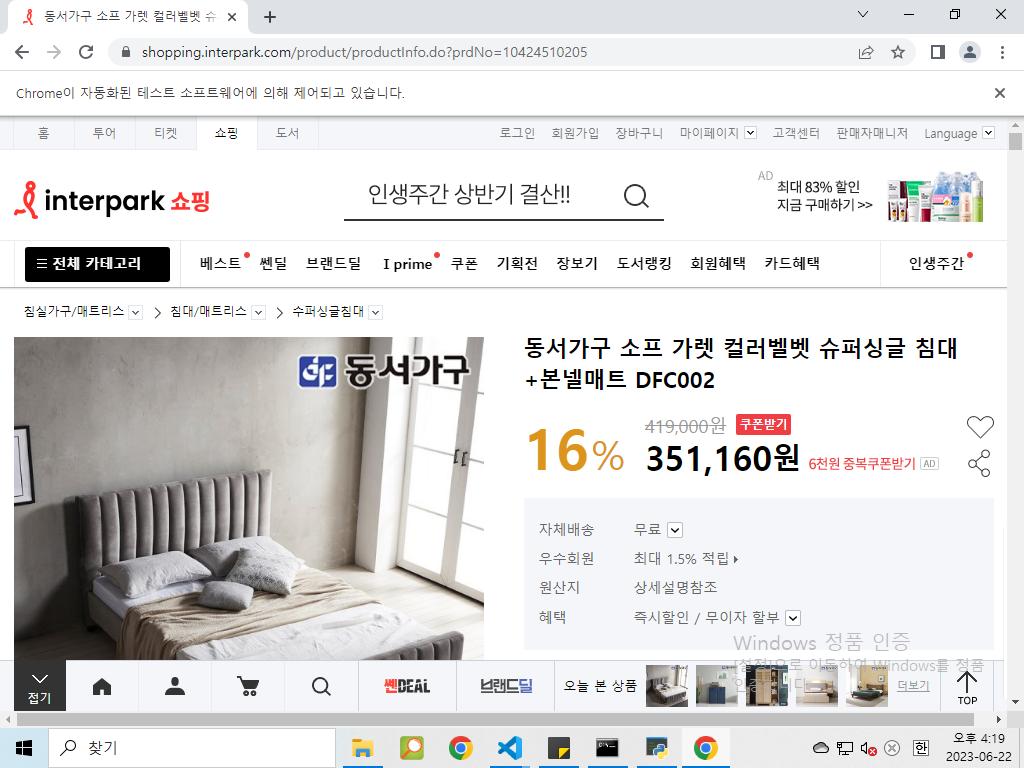 동서가구 소프 가렛 컬러벨벳 슈
shopping.interpark.com/product/productInfo.do?prdNo=10424510205
Chrome이 자동화된 테스트 소프트웨어에 의해 제어되고 있습니다.
홈 투어 티켓 쇼핑 도서 로그인 회원가입 장바구니 마이페이지 고객센터 판매자매니저 Language
interpark 쇼핑
인생주간 상반기 결산!!
AD
최대 83% 할인
지금 구매하기 >>
전체 카테고리 베스트 쎈딜 브랜드딜 I prime 쿠폰 기획전 장보기 도서랭킹 회원혜택 카드혜택 인생주간
침실가구/매트리스 침대/매트리스 수퍼싱글침대
동서가구
동서가구 소프 가렛 컬러벨벳 슈퍼싱글 침대
+본넬매트 DFC002
16%
419,000원 쿠폰받기
351,160원 6천원 중복쿠폰받기 AD
자체배송 무료
우수회원 최대 1.5% 적립
원산지 상세설명참조
혜택 즉시할인 / 무이자 할부
Windows 정품 인증
[설정]으로 이동하여 Windows를 정품
접기
쎈DEAL
브랜드딜
오늘 본 상품
더보기
TOP
찾기
한
오후 4:19
2023-06-22